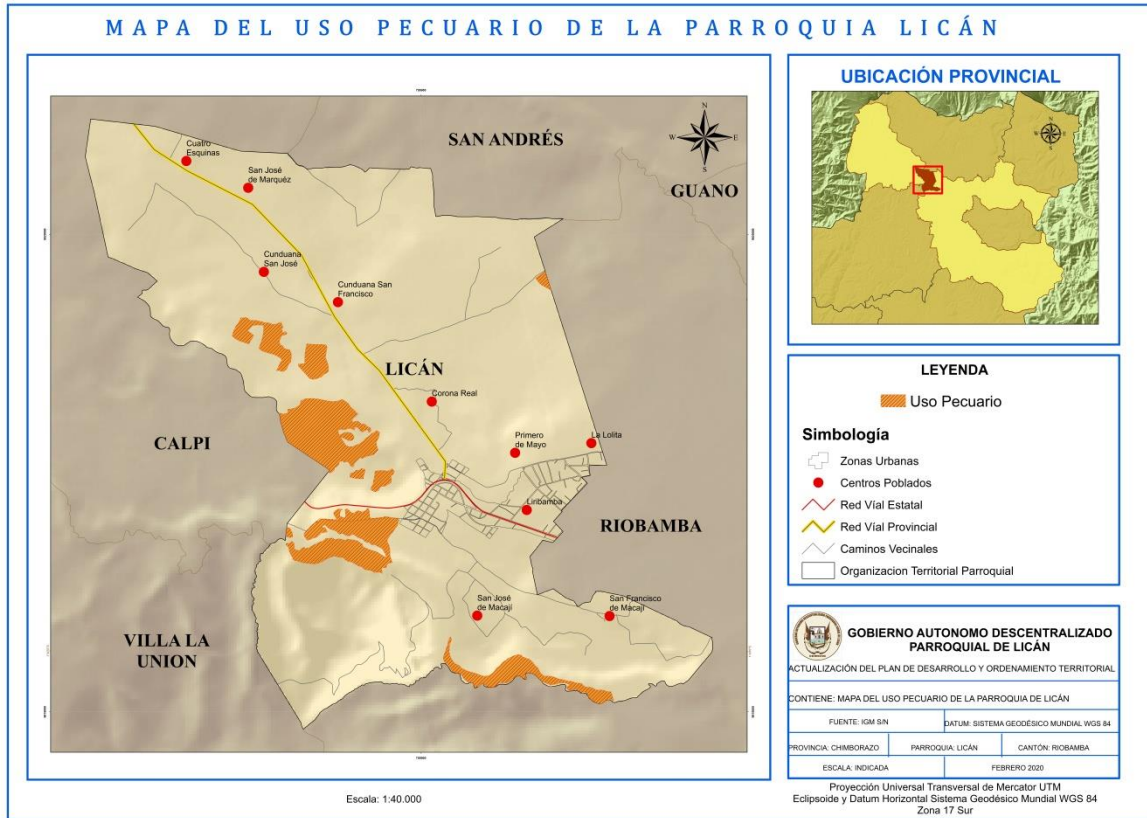 MAPA DEL USO PECUARIO DE LA PARROQUIA LICÁN
SAN ANDRÉS
GUANO
N
W
E
S
Cuatro
Esquinas
San José
de Marquéz
Cunduana
San José
Cunduana San
Francisco
LICÁN
Corona Real
CALPI
Primero
de Mayo
La Lolita
Liribamba
RIOBAMBA
San José
de Macají
San Francisco
de Macají
VILLA LA
UNION
Escala: 1:40.000
UBICACIÓN PROVINCIAL
N
W
E
S
LEYENDA
Uso Pecuario
Simbología
Zonas Urbanas
Centros Poblados
Red Víal Estatal
Red Víal Provincial
Caminos Vecinales
Organizacion Territorial Parroquial
GOBIERNO AUTONOMO DESCENTRALIZADO
PARROQUIAL DE LICÁN
ACTUALIZACIÓN DEL PLAN DE DESARROLLO Y ORDENAMIENTO TERRITORIAL
CONTIENE: MAPA DEL USO PECUARIO DE LA PARROQUIA DE LICÁN
FUENTE: IGM S/N
DATUM: SISTEMA GEODÉSICO MUNDIAL WGS 84
PROVINCIA: CHIMBORAZO
PARROQUIA: LICÁN
CANTÓN: RIOBAMBA
ESCALA: INDICADA
FEBRERO 2020
Proyección Universal Transversal de Mercator UTM
Eclipsoide y Datum Horizontal Sistema Geodésico Mundial WGS 84
Zona 17 Sur